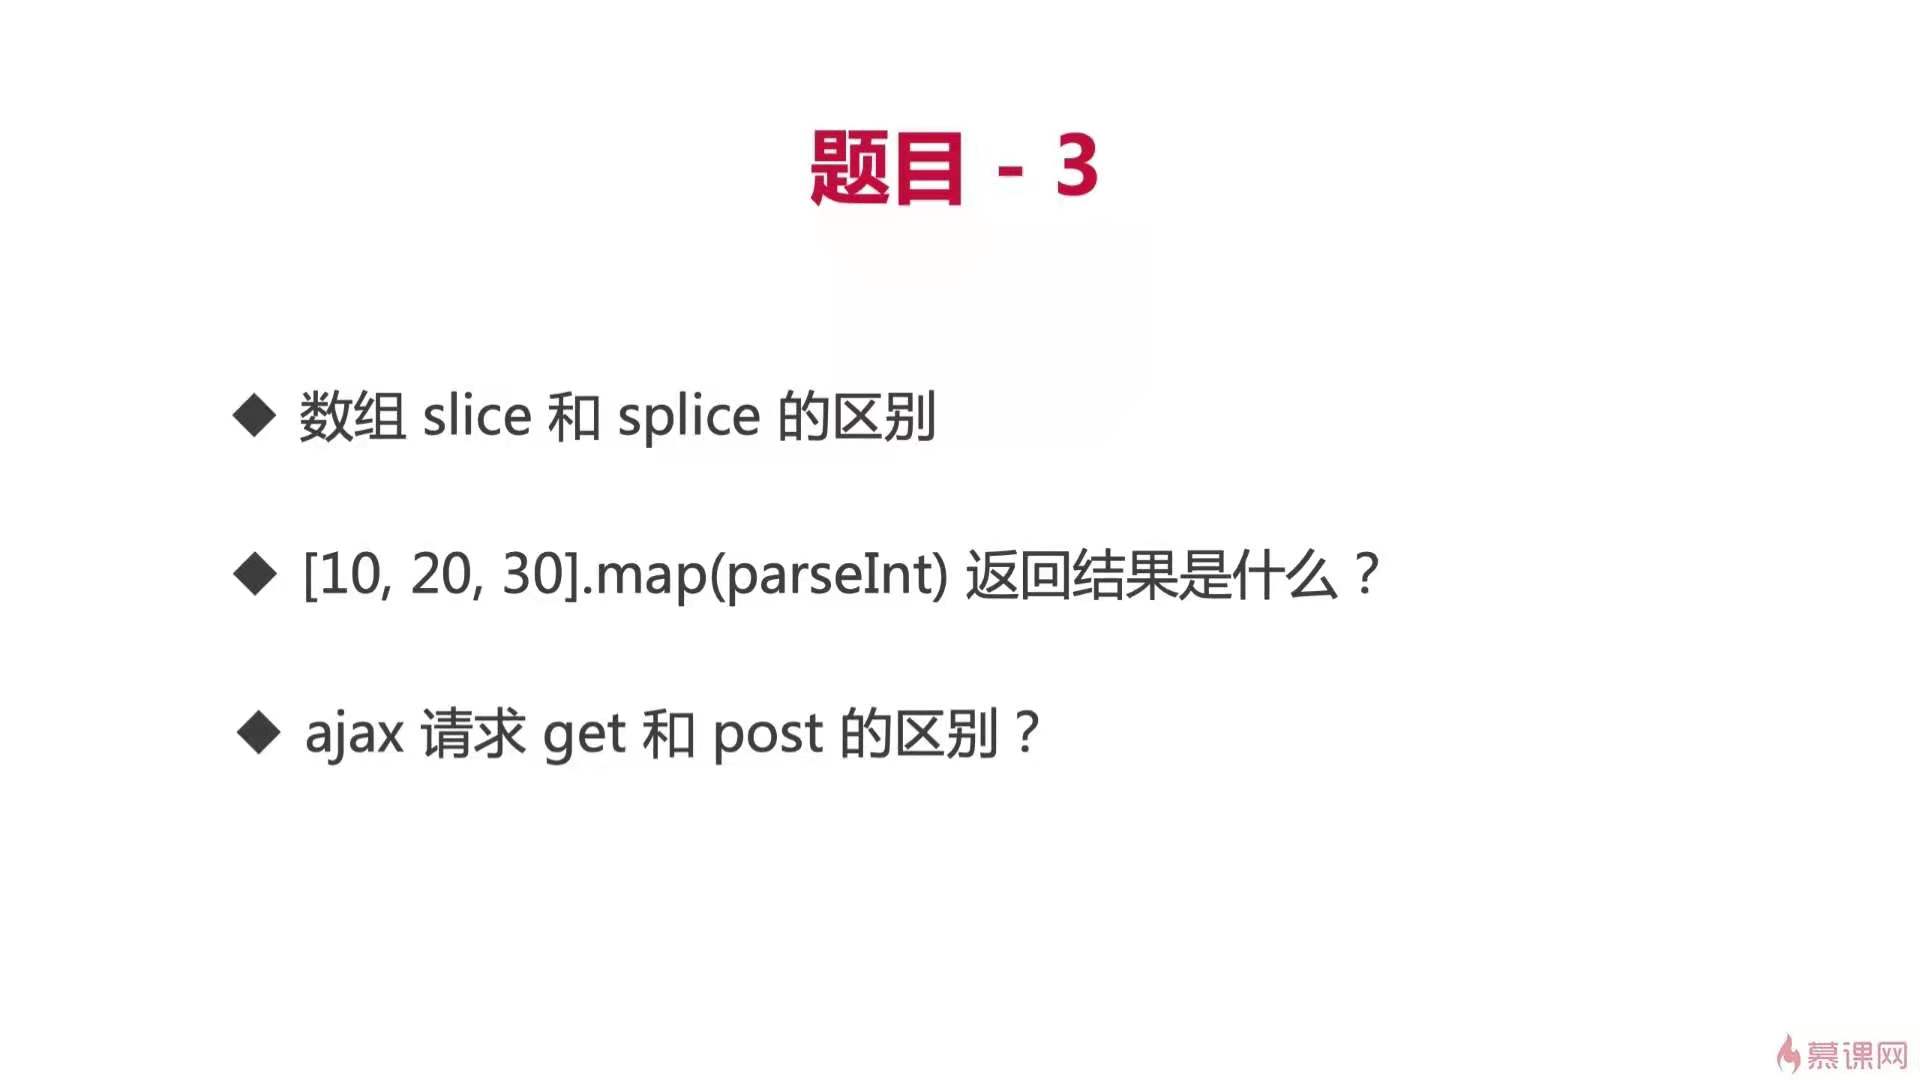 题目 - 3
◆ 数组 slice 和 splice 的区别
◆ [10, 20, 30].map(parseInt) 返回结果是什么？
◆ ajax 请求 get 和 post 的区别？
慕课网